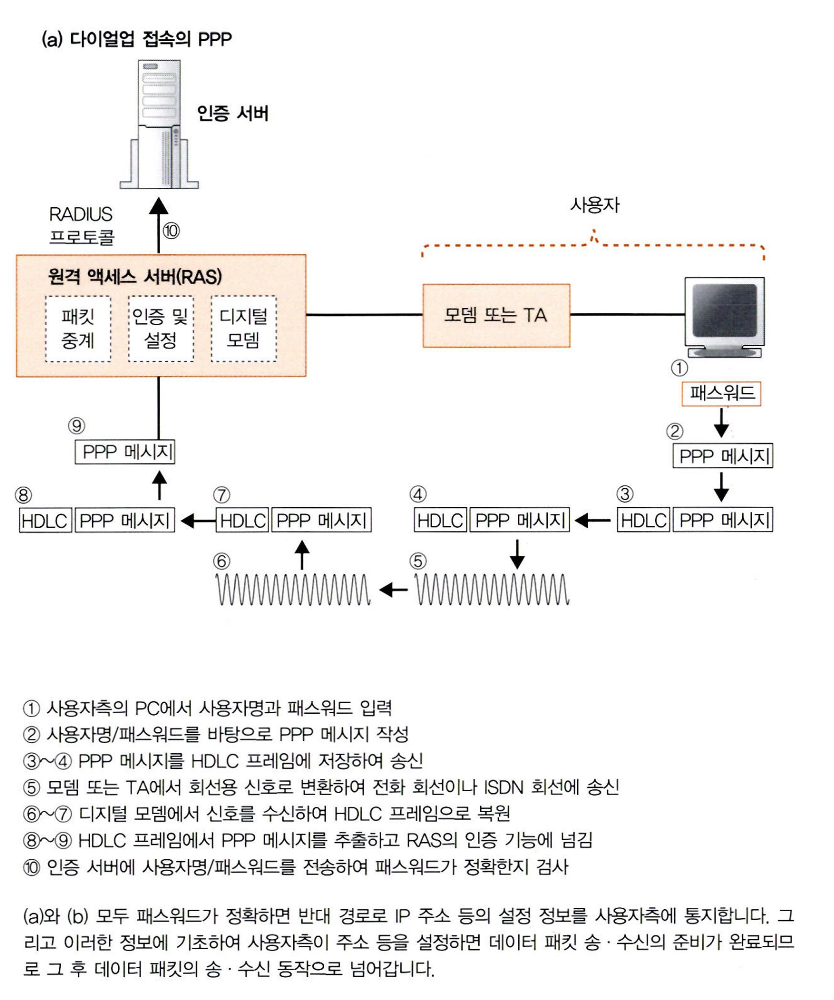 (a) 다이얼업 접속의 PPP
인증 서버
RADIUS
프로토콜
⑩
사용자
원격 액세스 서버(RAS)
패킷
중계
인증 및
설정
디지털
모뎀
모뎀 또는 TA
①
패스워드
②
PPP 메시지
⑨
PPP 메시지
⑧
HDLC PPP 메시지
⑦
HDLC PPP 메시지
④
HDLC PPP 메시지
③
HDLC PPP 메시지
⑥
⑤
① 사용자측의 PC에서 사용자명과 패스워드 입력
② 사용자명/패스워드를 바탕으로 PPP 메시지 작성
③~④ PPP 메시지를 HDLC 프레임에 저장하여 송신
⑤ 모뎀 또는 TA에서 회선용 신호로 변환하여 전화 회선이나 ISDN 회선에 송신
⑥~⑦ 디지털 모뎀에서 신호를 수신하여 HDLC 프레임으로 복원
⑧~⑨ HDLC 프레임에서 PPP 메시지를 추출하고 RAS의 인증 기능에 넘김
⑩ 인증 서버에 사용자명/패스워드를 전송하여 패스워드가 정확한지 검사
(a)와 (b) 모두 패스워드가 정확하면 반대 경로로 IP 주소 등의 설정 정보를 사용자측에 통지합니다. 그
리고 이러한 정보에 기초하여 사용자측이 주소 등을 설정하면 데이터 패킷 송·수신의 준비가 완료되므
로 그 후 데이터 패킷의 송·수신 동작으로 넘어갑니다.